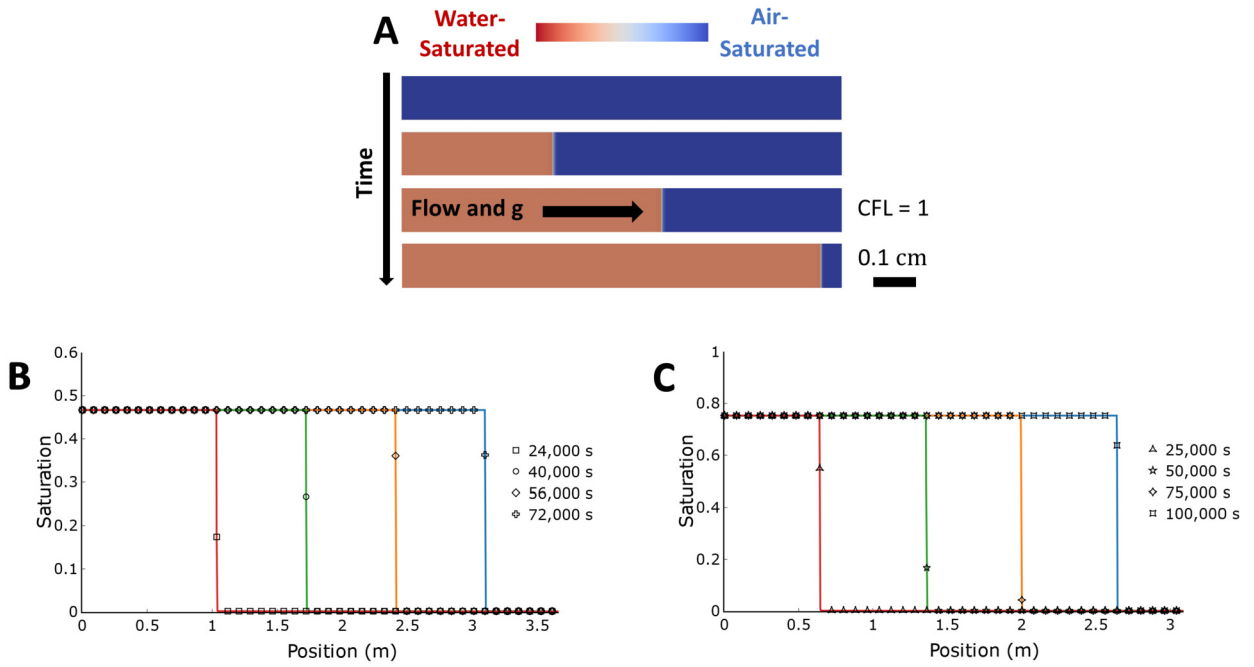 A
Water-
Saturated
Air-
Saturated
Time
Flow and g
CFL = 1
0.1 cm
B
0.6
0.5
0.4
0.3
0.2
0.1
0
Saturation
0 0.5 1 1.5 2 2.5 3 3.5
Position (m)
24,000 s
40,000 s
56,000 s
72,000 s
C
1
0.8
0.6
0.4
0.2
0
Saturation
0 0.5 1 1.5 2 2.5 3
Position (m)
25,000 s
50,000 s
75,000 s
100,000 s